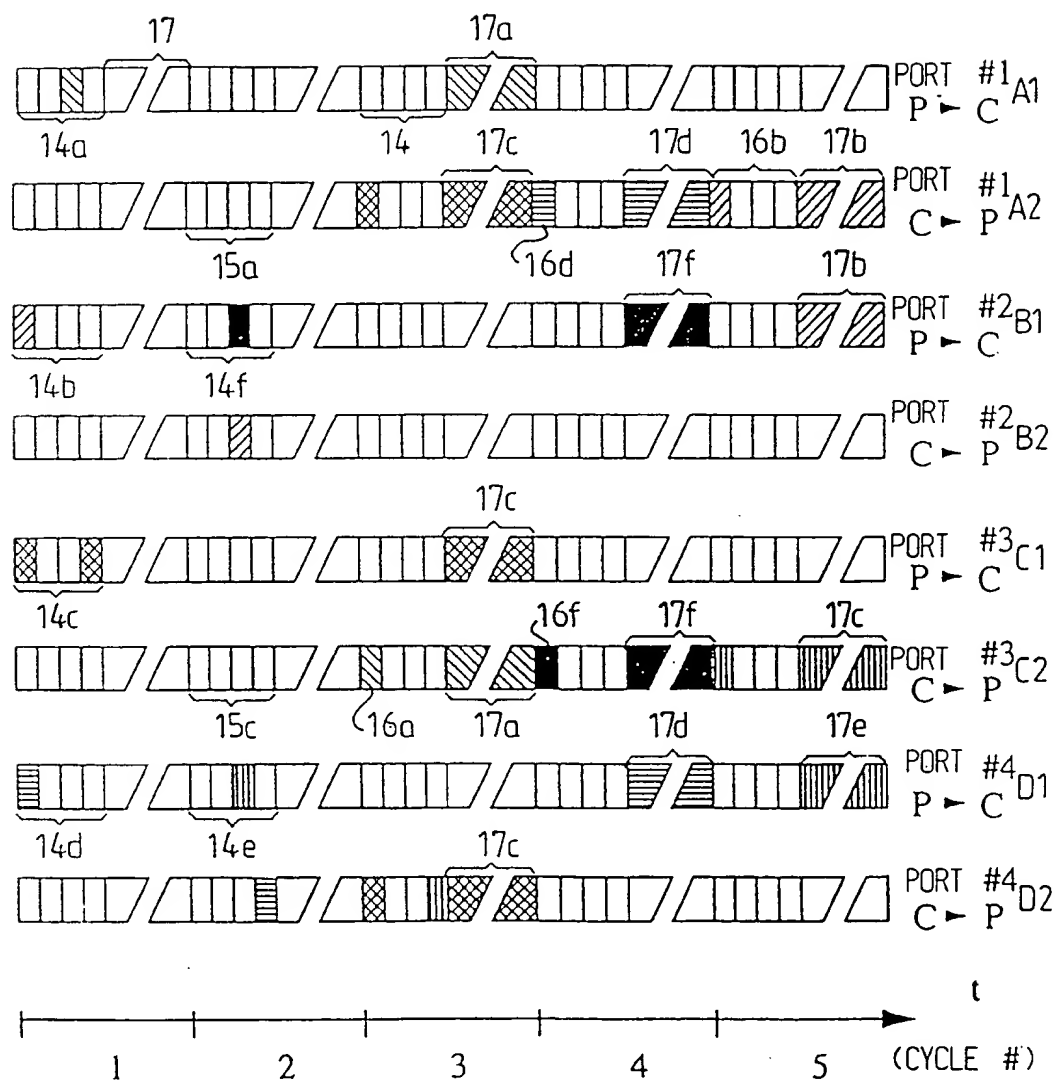 17 17a
PORT #1 A1
P ► C
14a 14 17c 17d 16b 17b
PORT #1 A2
C ► P
15a 16d 17f 17b
PORT #2 B1
P ► C
14b 14f
PORT #2 B2
C ► P
17c
PORT #3 C1
P ► C
14c 16f 17f 17c
PORT #3 C2
C ► P
15c 16a 17a 17d 17e
PORT #4 D1
P ► C
14d 14e 17c
PORT #4 D2
C ► P
t
1 2 3 4 5 (CYCLE #)